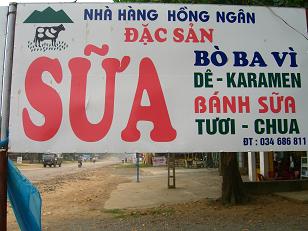 NHÀ HÀNG HỒNG NGÂN
ĐẶC SẢN
SỮA
BÒ BA VÌ
DÊ - KARAMEN
BÁNH SỮA
TƯƠI - CHUA
ĐT : 034 686 811